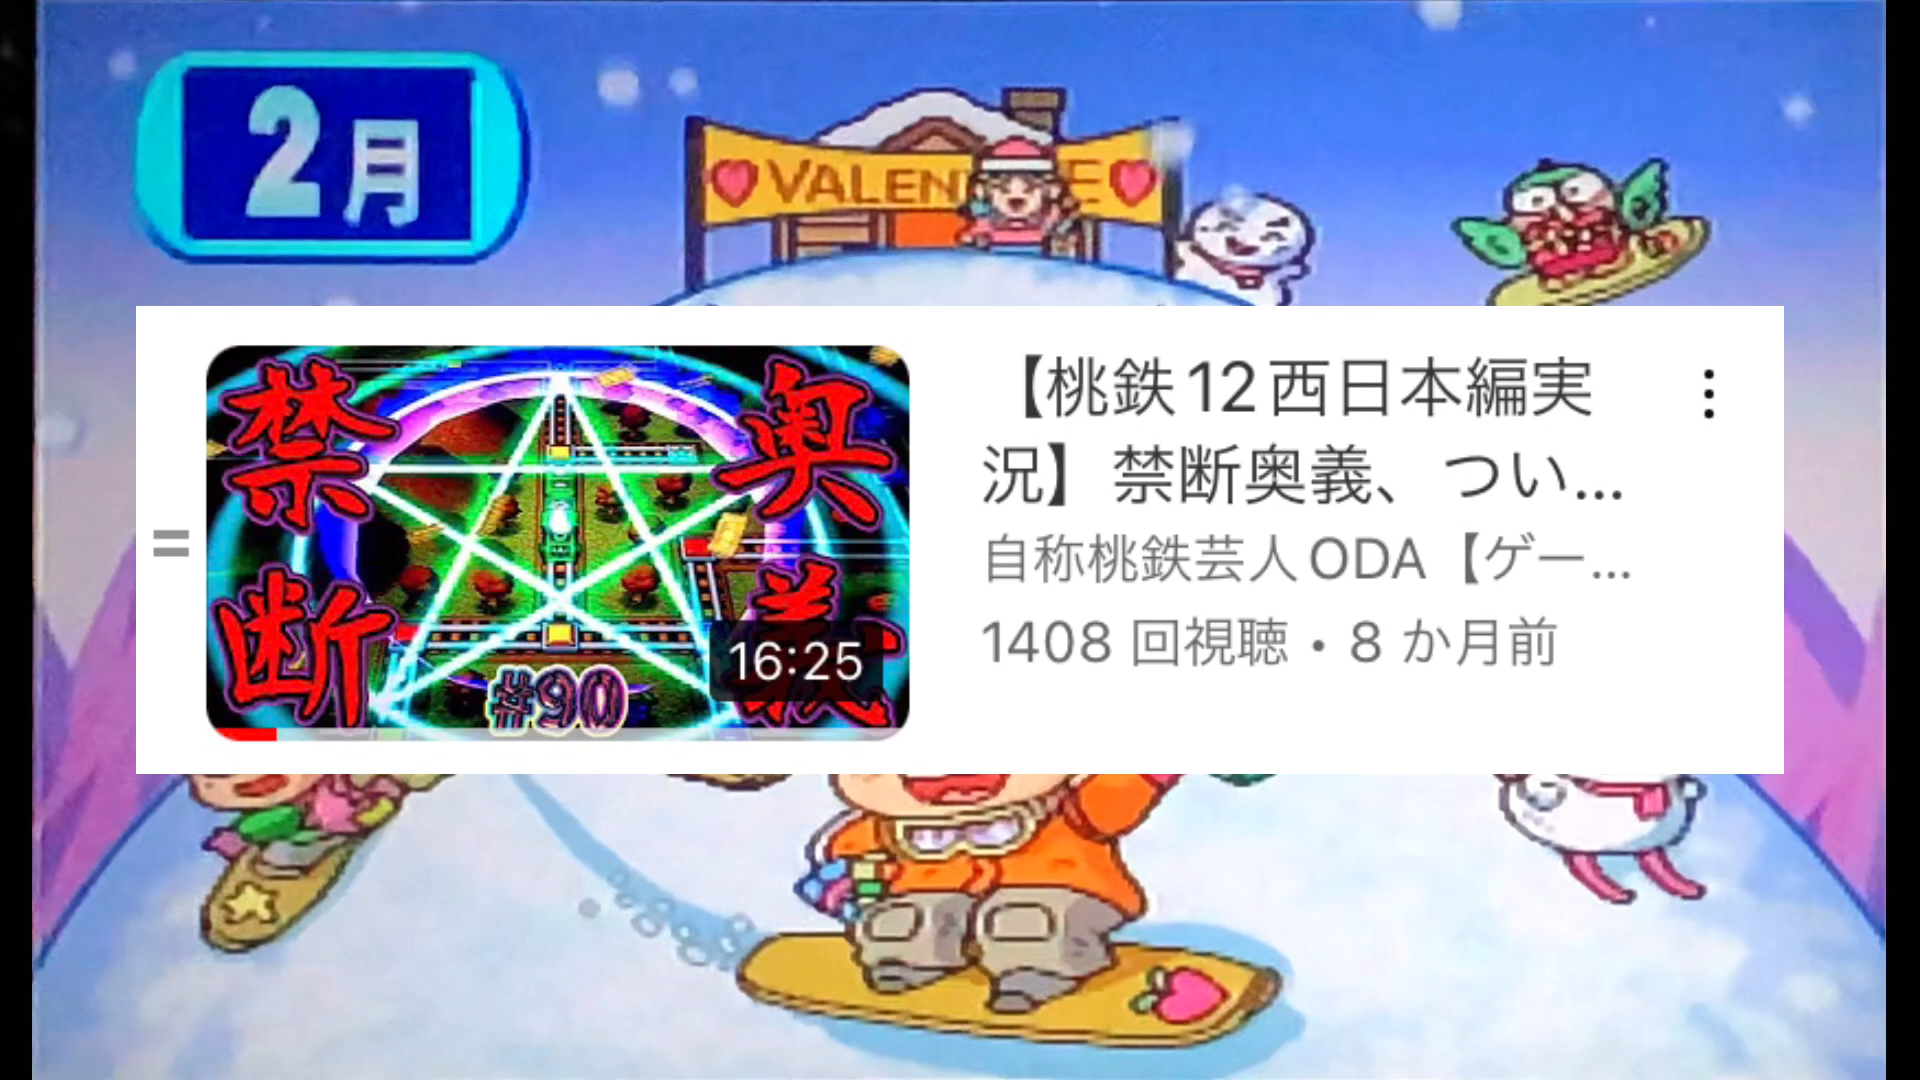 2月
VALEN
E
禁断
奥義
#90
16:25
【桃鉄12西日本編実
況】禁断奥義、つい...
自称桃鉄芸人ODA【ゲー...
1408 回視聴・8 か月前